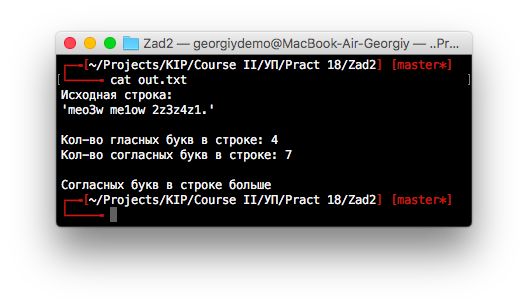 Zad2 — georgiydemo@MacBook-Air-Georgiy — ..Pr...
[~/Projects/KIP/Course II/УП/Pract 18/Zad2] [master*]
cat out.txt
Исходная строка:
'meo3w me1ow 2z3z4z1.'
Кол-во гласных букв в строке: 4
Кол-во согласных букв в строке: 7
Согласных букв в строке больше
[~/Projects/KIP/Course II/УП/Pract 18/Zad2] [master*]